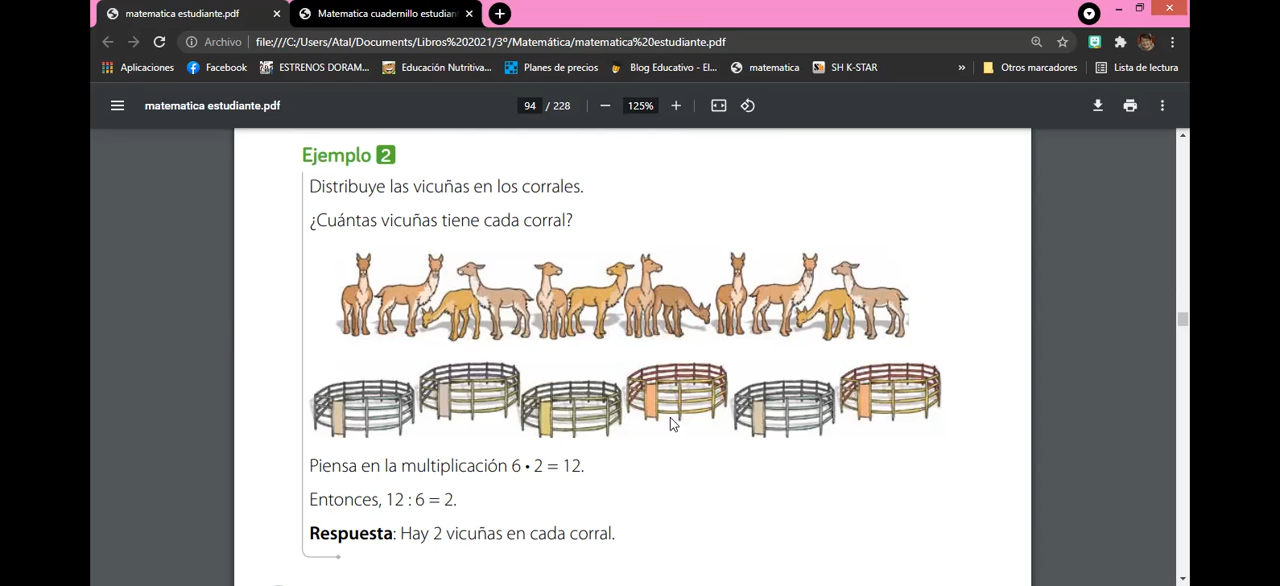 matematica estudiante.pdf
Matematica cuadernillo estudian
Archivo
file:///C:/Users/Atal/Documents/Libros%202021/3º/Matemática/matematica%20estudiante.pdf
Aplicaciones
Facebook
ESTRENOS DORAM...
Educación Nutritiva...
Planes de precios
Blog Educativo - El...
matematica
SH K-STAR
»
Otros marcadores
Lista de lectura
matematica estudiante.pdf
94 / 228
125%
Ejemplo 2
Distribuye las vicuñas en los corrales.
¿Cuántas vicuñas tiene cada corral?
Piensa en la multiplicación 6 • 2 = 12.
Entonces, 12 : 6 = 2.
Respuesta: Hay 2 vicuñas en cada corral.